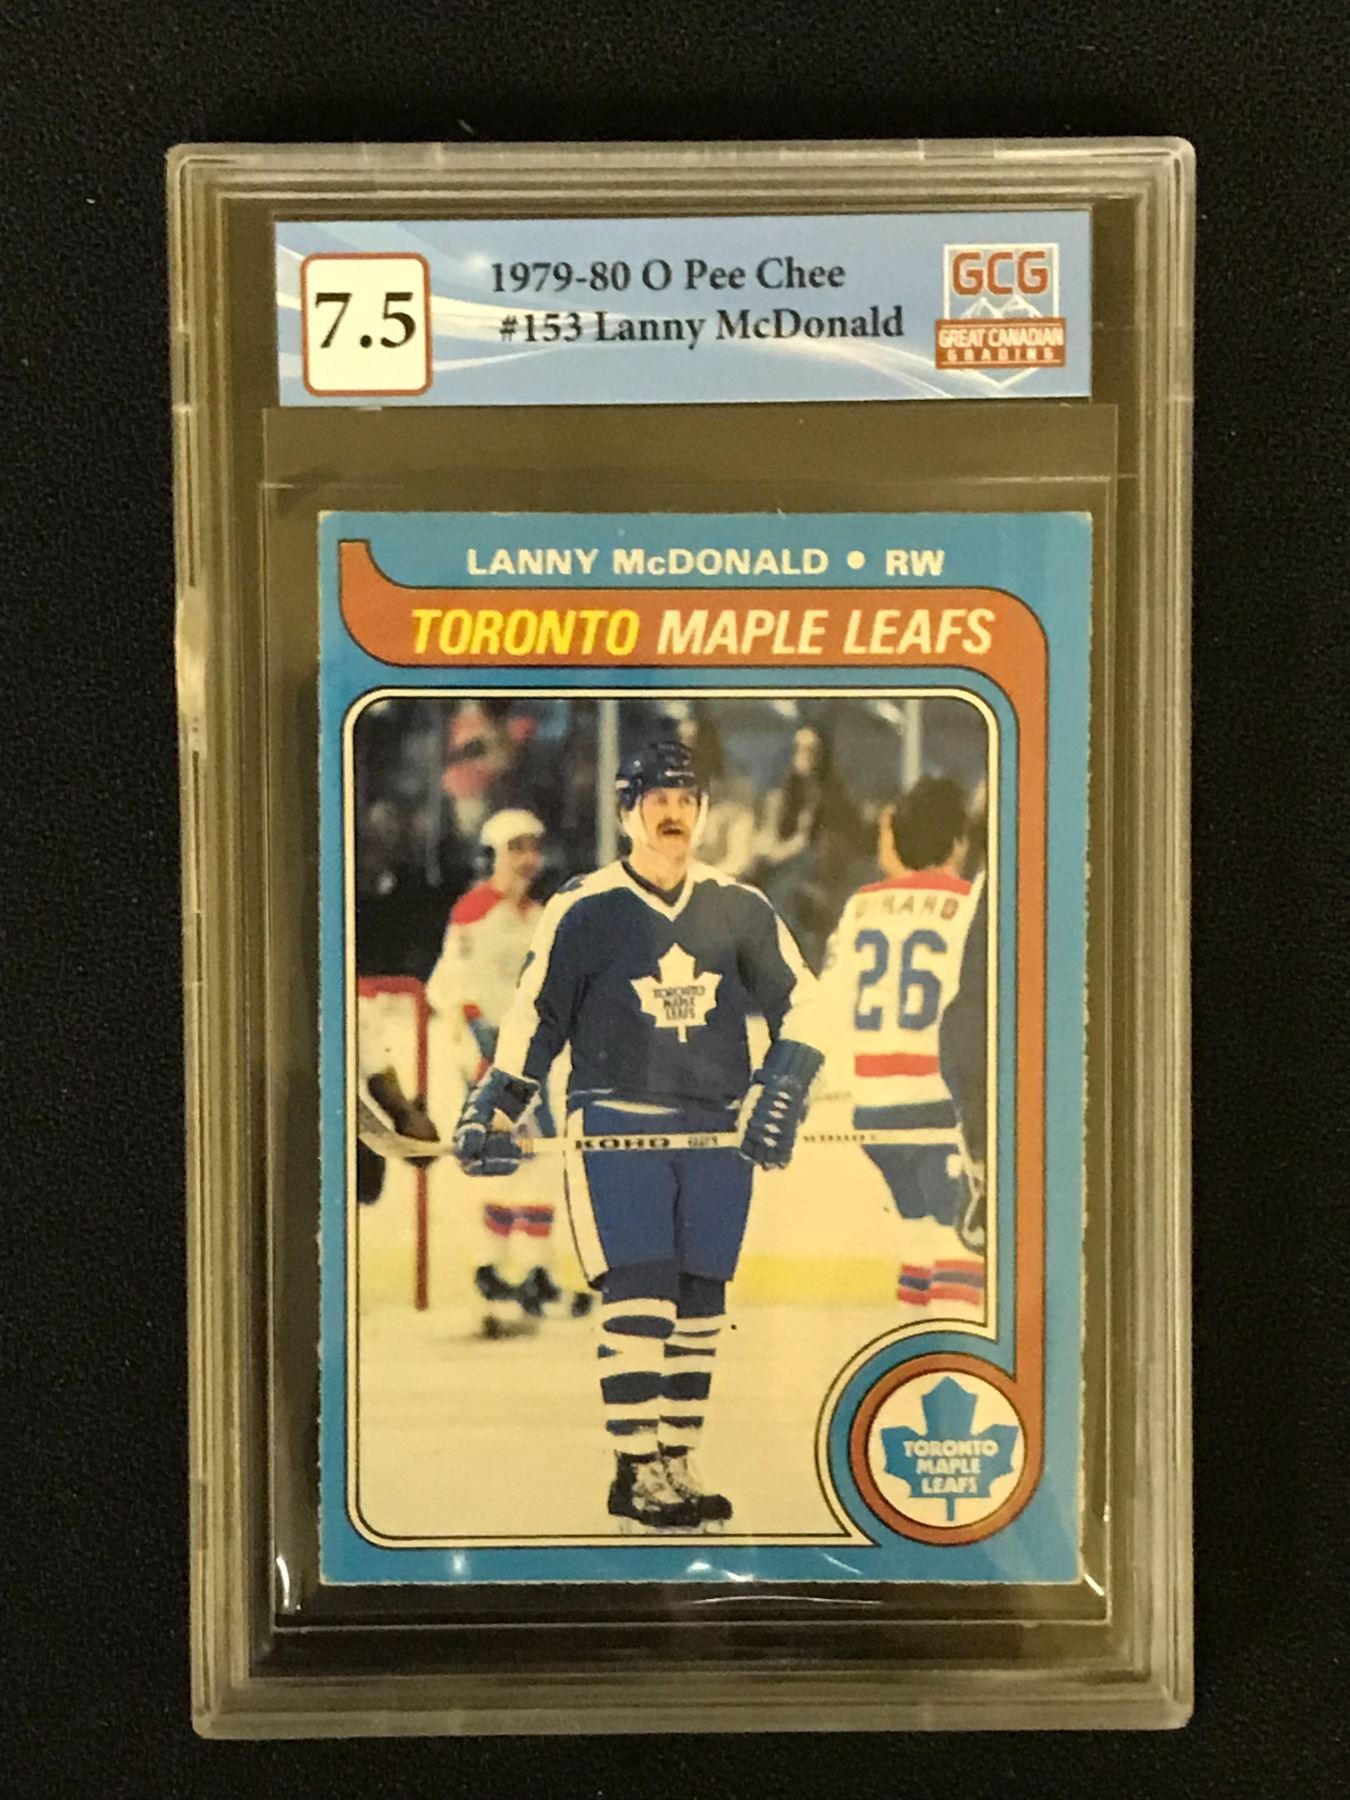 7.5
1979-80 O Pee Chee
#153 Lanny McDonald
GCG
GREAT CANADIAN
GRADING
LANNY McDONALD • RW
TORONTO MAPLE LEAFS
26
TORONTO
MAPLE
LEAFS
KOHO
TORONTO
MAPLE
LEAFS